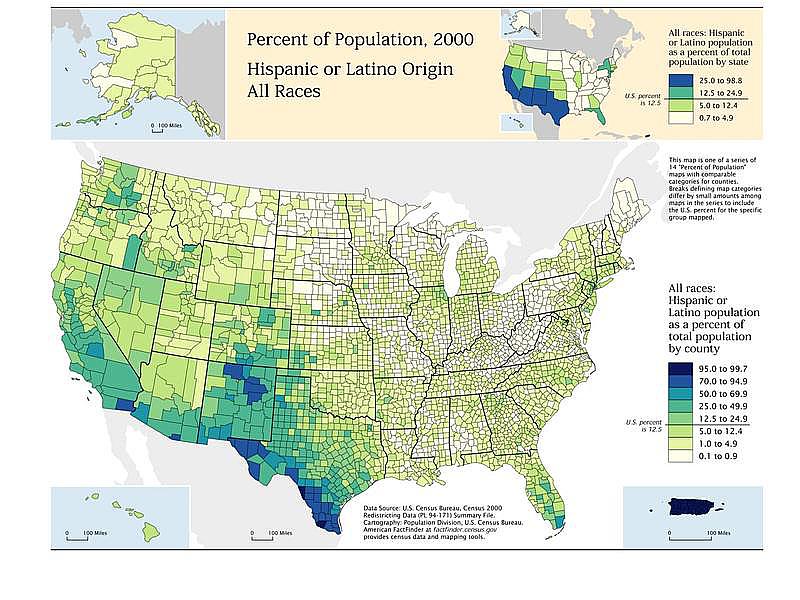 Percent of Population, 2000
Hispanic or Latino Origin
All Races
0 100 Miles
All races: Hispanic
or Latino population
as a percent of total
population by state
U.S. percent
is 12.5
25.0 to 98.8
12.5 to 24.9
5.0 to 12.4
0.7 to 4.9
This map is one of a series of
14 "Percent of Population"
maps with comparable
categories for counties.
Breaks defining map categories
differ by small amounts among
maps in the series to include
the U.S. percent for the specific
group mapped.
All races:
Hispanic or
Latino population
as a percent of
total population
by county
95.0 to 99.7
70.0 to 94.9
50.0 to 69.9
25.0 to 49.9
12.5 to 24.9
5.0 to 12.4
1.0 to 4.9
0.1 to 0.9
U.S. percent
is 12.5
0 100 Miles
0 100 Miles
Data Source: U.S. Census Bureau, Census 2000
Redistricting Data (PL 94-171) Summary File.
Cartography: Population Division, U.S. Census Bureau.
American FactFinder at factfinder.census.gov
provides census data and mapping tools.
0 100 Miles